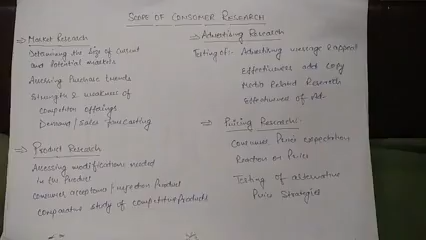 SCOPE OF CONSUMER RESEARCH
⇒ Market Research
Determining the Size of current
and potential markets
Assessing Purchase trends
Strength & weakness of
competitor offerings
Demand / Sales forecasting
⇒ Product Research
Assessing modifications needed
in the Product
Consumer acceptance / rejection Product
Comparative study of competitive Products
⇒ Advertising Research
Testing of:- Advertising message & appeal
Effectiveness add copy
Media Related Research
Effectiveness of Ad.
⇒ Pricing Research:
Consumer Price expectation
Reaction on Price
Testing of alternative
Price Strategies